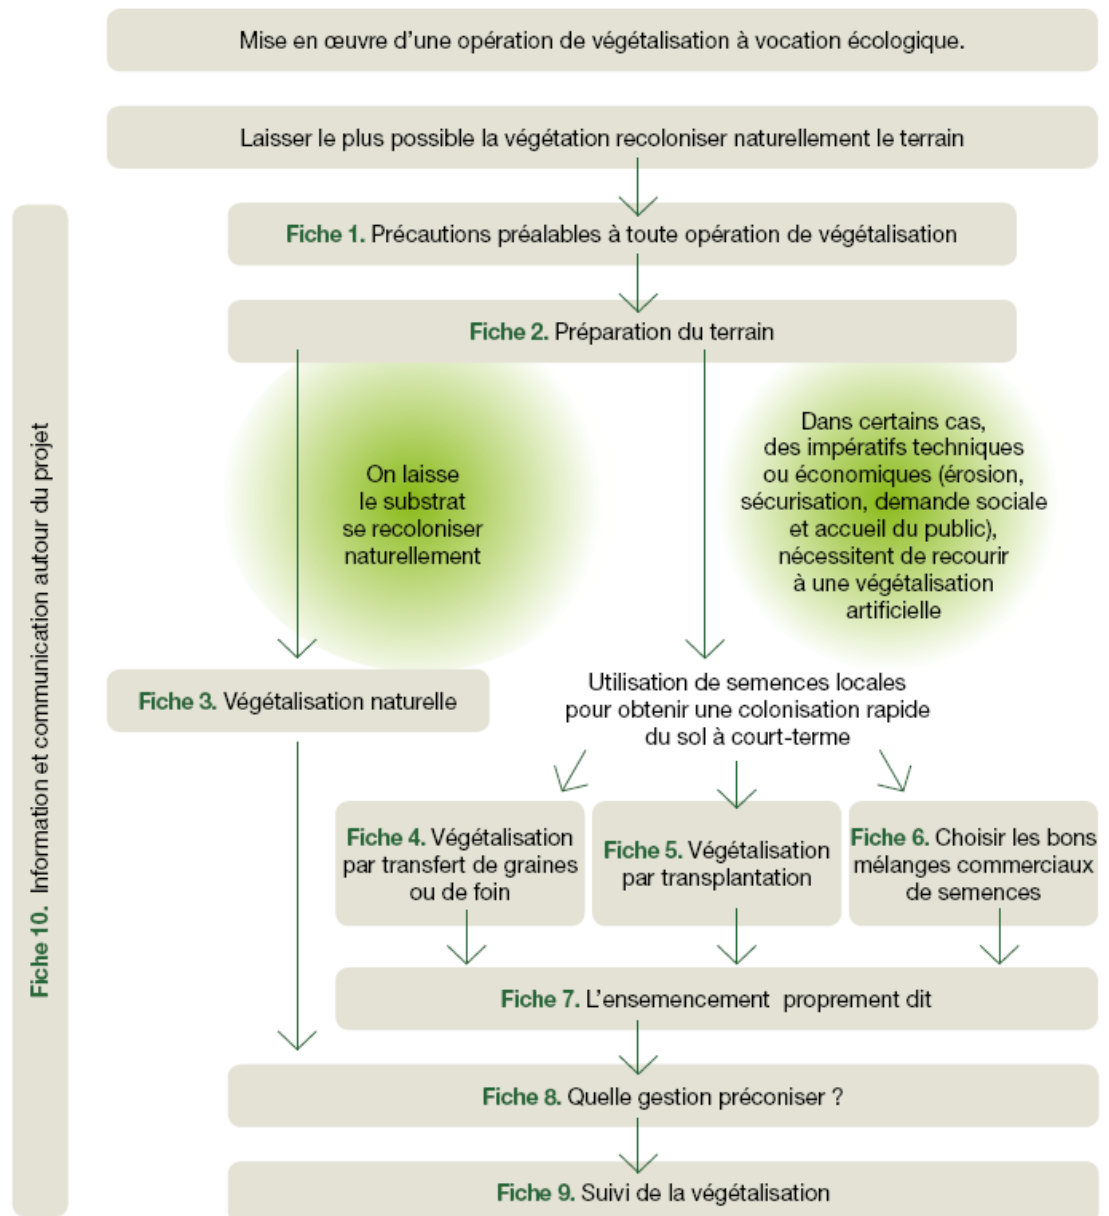 Mise en œuvre d’une opération de végétalisation à vocation écologique.
Laisser le plus possible la végétation recoloniser naturellement le terrain
Fiche 1. Précautions préalables à toute opération de végétalisation
Fiche 2. Préparation du terrain
On laisse
le substrat
se recoloniser
naturellement
Dans certains cas,
des impératifs techniques
ou économiques (érosion,
sécurisation, demande sociale
et accueil du public),
nécessitent de recourir
à une végétalisation
artificielle
Fiche 3. Végétalisation naturelle
Utilisation de semences locales
pour obtenir une colonisation rapide
du sol à court-terme
Fiche 4. Végétalisation
par transfert de graines
ou de foin
Fiche 5. Végétalisation
par transplantation
Fiche 6. Choisir les bons
mélanges commerciaux
de semences
Fiche 7. L’ensemencement proprement dit
Fiche 8. Quelle gestion préconiser ?
Fiche 9. Suivi de la végétalisation
Fiche 10. Information et communication autour du projet